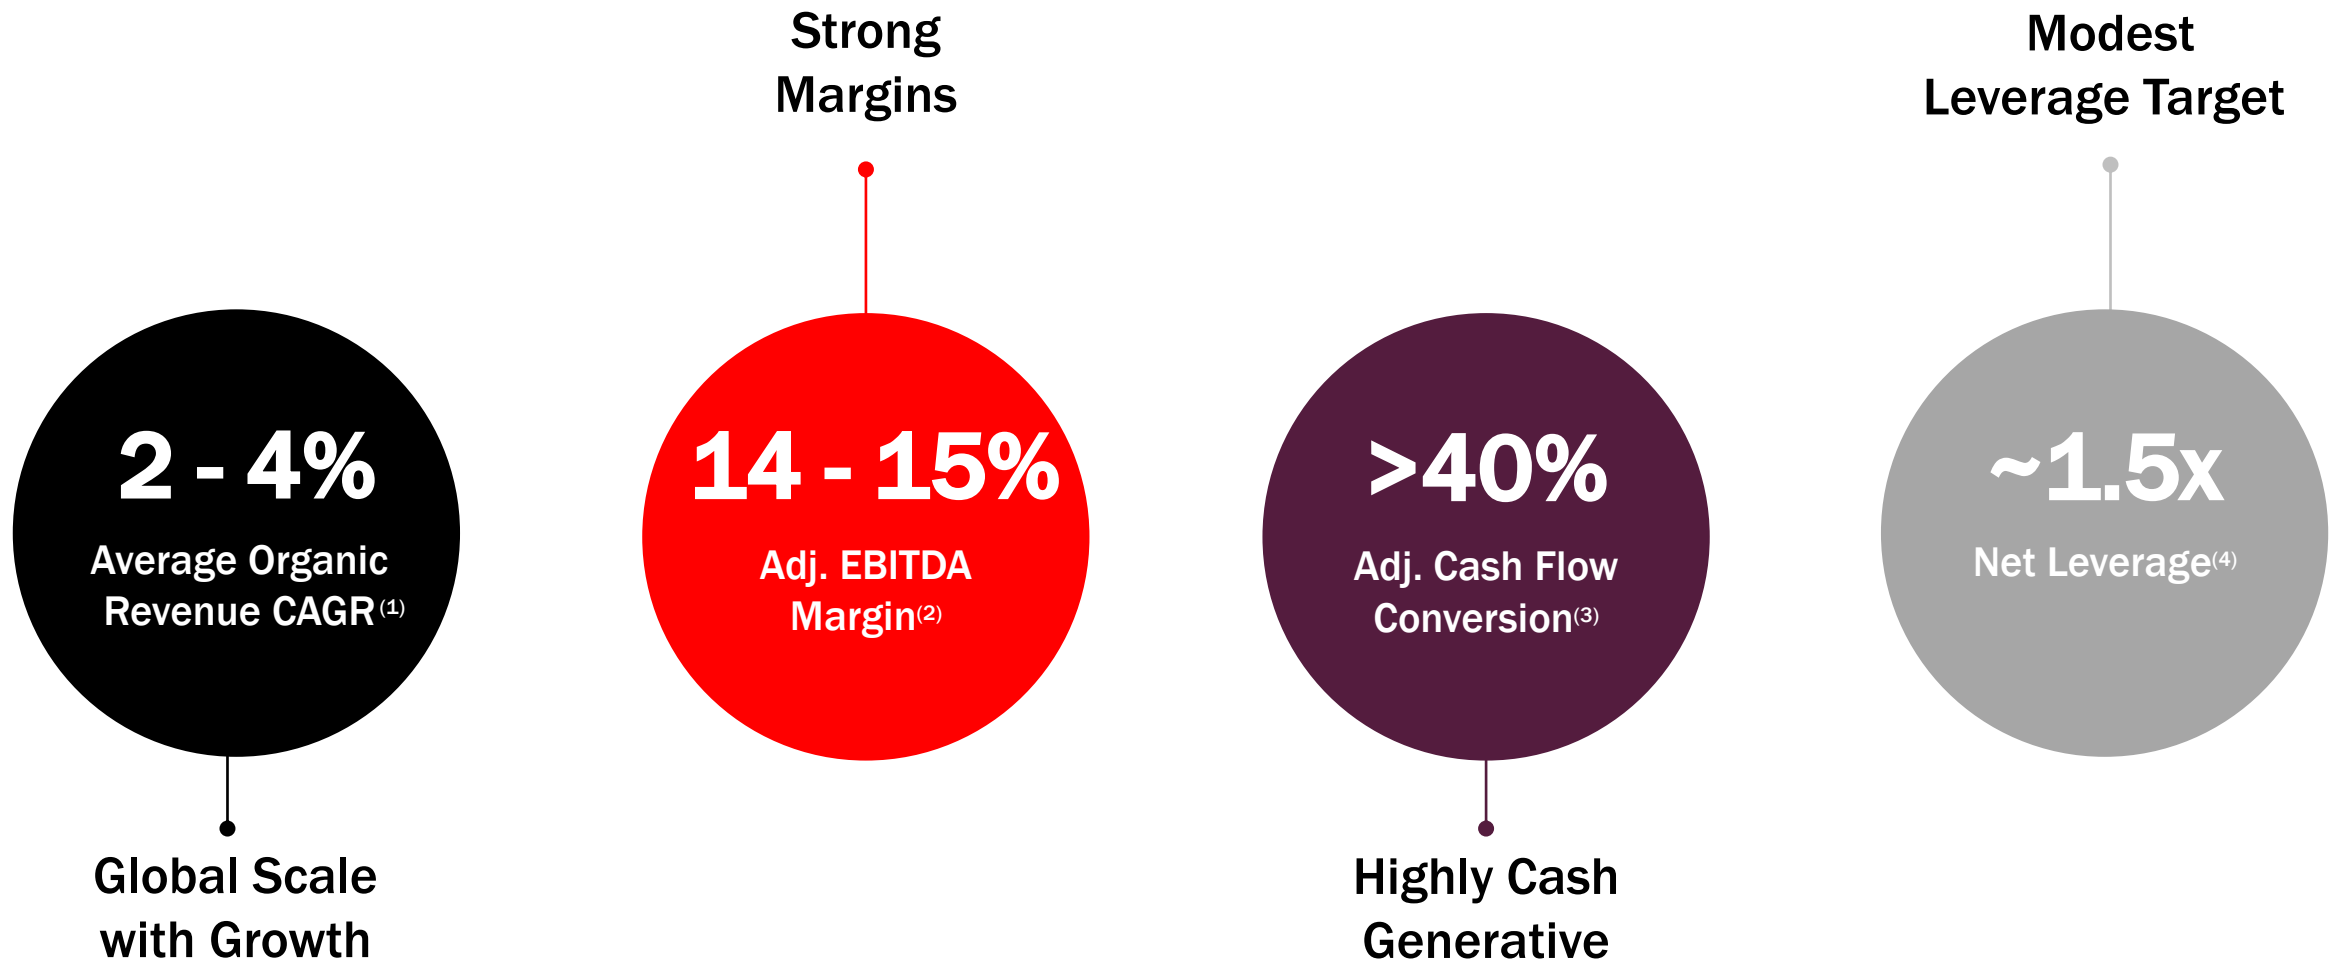 2 - 4%
Average Organic
Revenue CAGR (1)
Global Scale
with Growth
Strong
Margins
14 - 15%
Adj. EBITDA
Margin(2)
>40%
Adj. Cash Flow
Conversion(3)
Highly Cash
Generative
Modest
Leverage Target
~1.5x
Net Leverage(4)